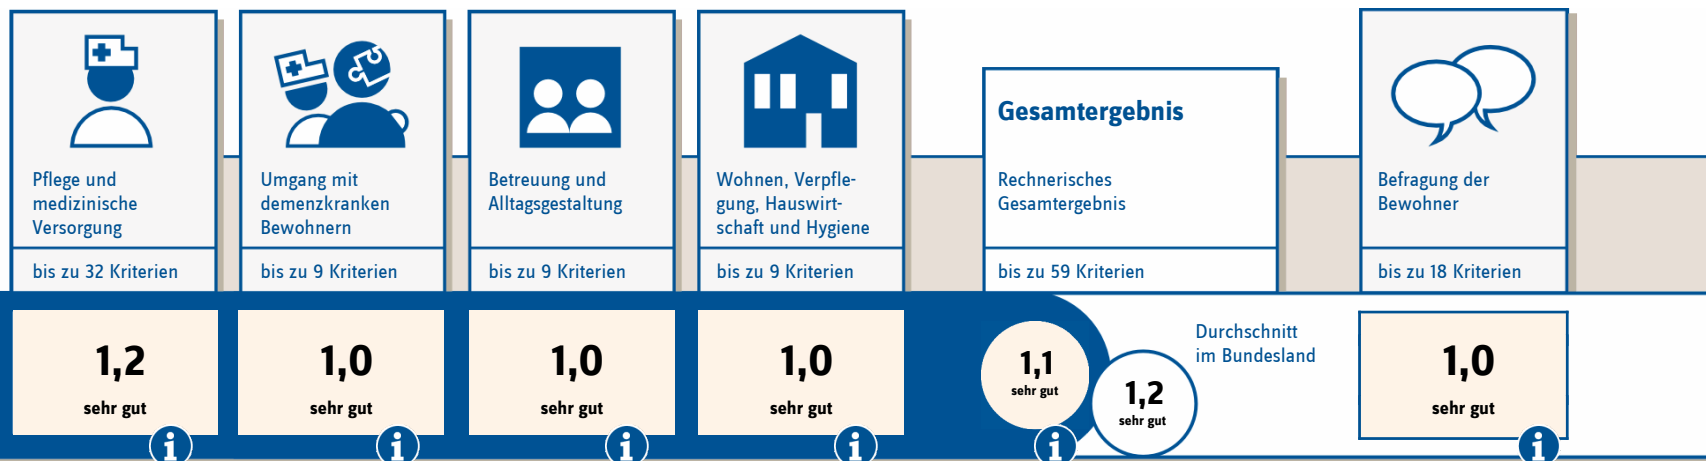 Pflege und
medizinische
Versorgung
bis zu 32 Kriterien
1,2
sehr gut
Umgang mit
demenzkranken
Bewohnern
bis zu 9 Kriterien
1,0
sehr gut
Betreuung und
Alltagsgestaltung
bis zu 9 Kriterien
1,0
sehr gut
Wohnen, Verpfle-
gung, Hauswirt-
schaft und Hygiene
bis zu 9 Kriterien
1,0
sehr gut
Gesamtergebnis
Rechnerisches
Gesamtergebnis
bis zu 59 Kriterien
1,1
sehr gut
Durchschnitt
im Bundesland
1,2
sehr gut
Befragung der
Bewohner
bis zu 18 Kriterien
1,0
sehr gut